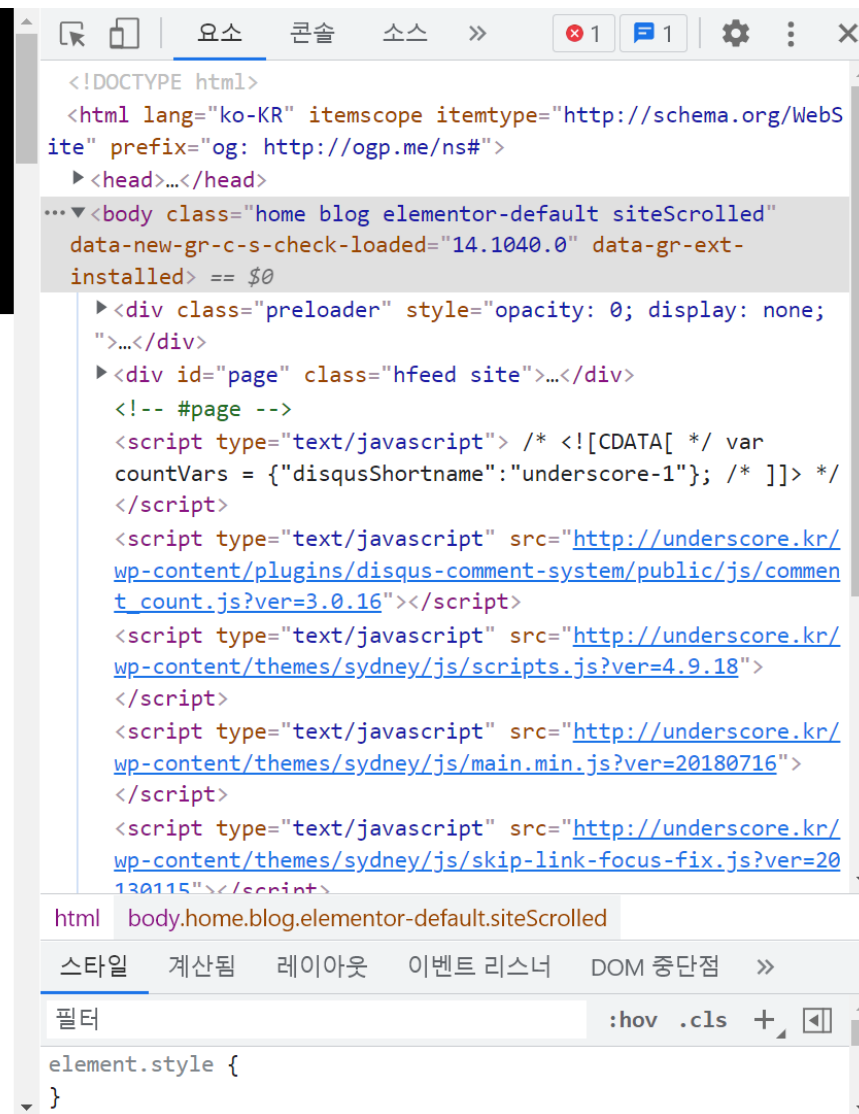 요소 콘솔 소스 » 1 1
<!DOCTYPE html>
<html lang="ko-KR" itemscope itemtype="http://schema.org/WebS
ite" prefix="og: http://ogp.me/ns#">
<head>…</head>
<body class="home blog elementor-default siteScrolled"
data-new-gr-c-s-check-loaded="14.1040.0" data-gr-ext-
installed> == $0
<div class="preloader" style="opacity: 0; display: none;
">…</div>
<div id="page" class="hfeed site">…</div>
<!-- #page -->
<script type="text/javascript"> /* <![CDATA[ */ var
countVars = {"disqusShortname":"underscore-1"}; /* ]]> */
</script>
<script type="text/javascript" src="http://underscore.kr/
wp-content/plugins/disqus-comment-system/public/js/commen
t_count.js?ver=3.0.16"></script>
<script type="text/javascript" src="http://underscore.kr/
wp-content/themes/sydney/js/scripts.js?ver=4.9.18">
</script>
<script type="text/javascript" src="http://underscore.kr/
wp-content/themes/sydney/js/main.min.js?ver=20180716">
</script>
<script type="text/javascript" src="http://underscore.kr/
wp-content/themes/sydney/js/skip-link-focus-fix.js?ver=20
130115"></script>
html body.home.blog.elementor-default.siteScrolled
스타일 계산됨 레이아웃 이벤트 리스너 DOM 중단점 »
필터 :hov .cls +
element.style {
}